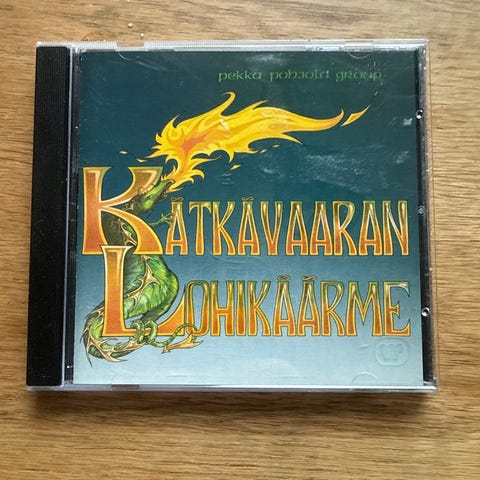 pekka pohjola group
KÄTKÄVAARAN
LOHIKÄÄRME